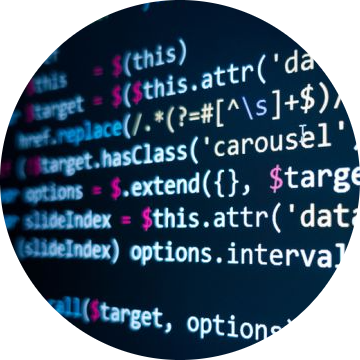 $(this)
$this = $(this)
$target = $($this.attr('da
href.replace(/.*(?=#[^\s]+$)/
($target.hasClass('carousel'
options = $.extend({}, $targe
slideIndex = $this.attr('data
(slideIndex) options.interval
call($target, options